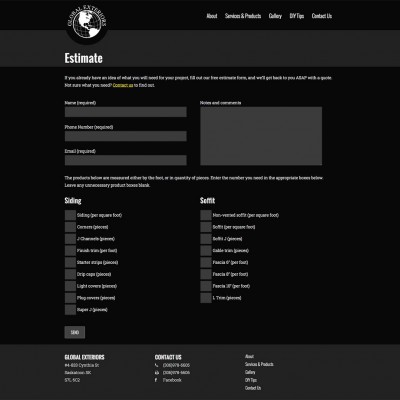 GLOBAL EXTERIORS
About Services & Products Gallery DIY Tips Contact Us
Estimate
If you already have an idea of what you will need for your project, fill out our free estimate form, and we'll get back to you ASAP with a quote.
Not sure what you need? Contact us to find out.
Name (required)
Notes and comments
Phone Number (required)
Email (required)
The products below are measured either by the foot, or in quantity of pieces. Enter the number you need in the appropriate boxes below.
Leave any unnecessary product boxes blank.
Siding
Siding (per square foot)
Corners (pieces)
J Channels (pieces)
Finish trim (per foot)
Starter strips (pieces)
Drip caps (pieces)
Light covers (pieces)
Plug covers (pieces)
Super J (pieces)
Soffit
Non-vented soffit (per square foot)
Soffit (per square foot)
Soffit J (pieces)
Gable trim (pieces)
Fascia 6" (per foot)
Fascia 8" (per foot)
Fascia 10" (per foot)
L Trim (pieces)
SEND
GLOBAL EXTERIORS
Saskatoon SK
S7L 6C2
CONTACT US
Facebook
About
Services & Products
Gallery
DIY Tips
Contact Us